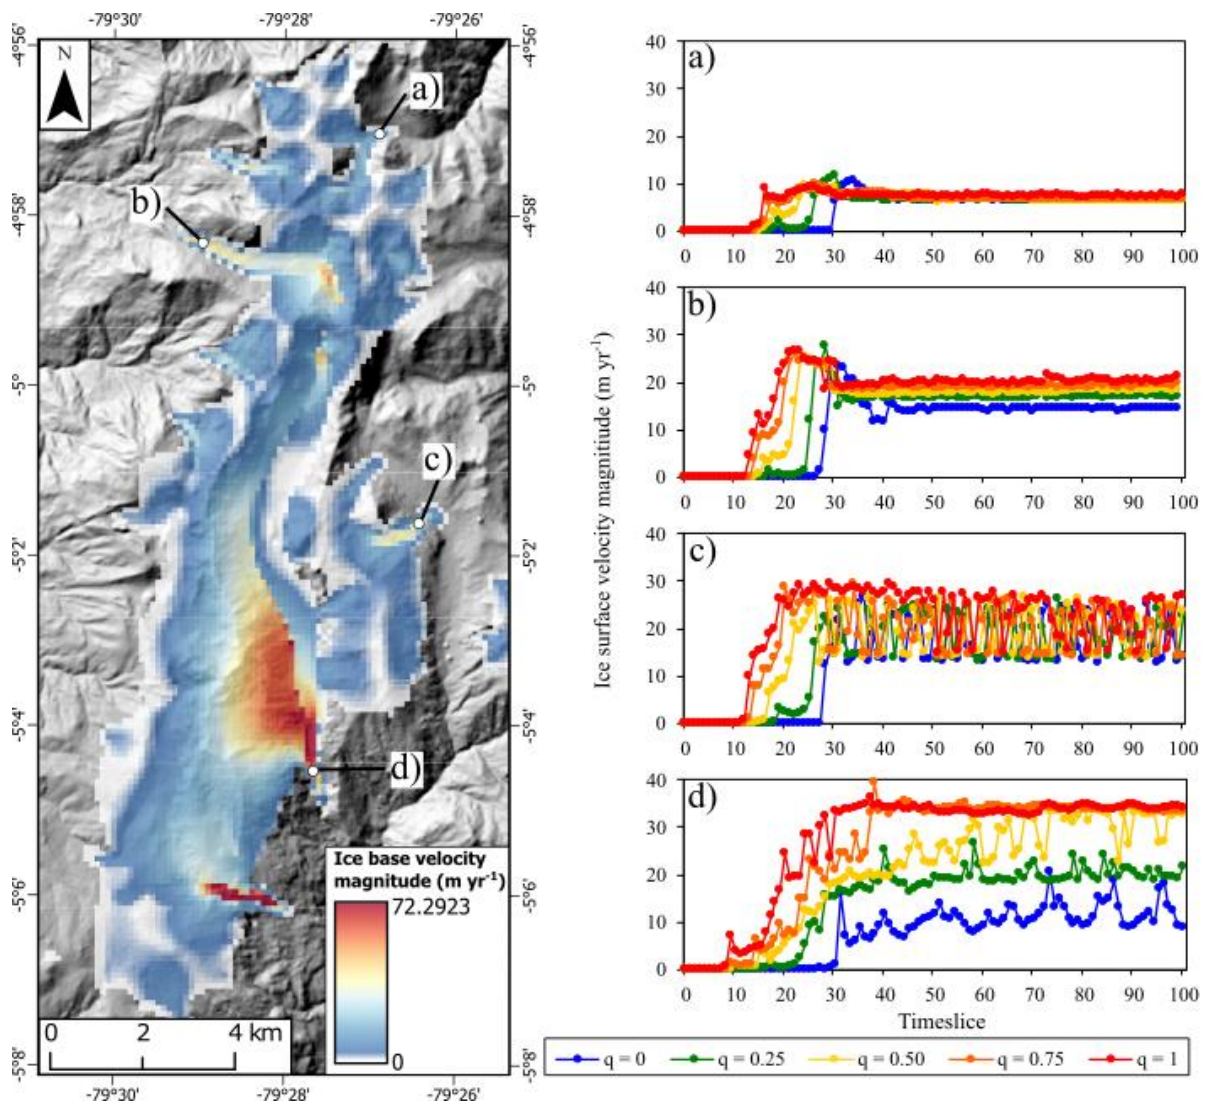 -79°30' -79°28' -79°26'
-4°56'
N
a)
-4°58'
b)
-5°
c)
-5°2'
-5°4'
d)
Ice base velocity
magnitude (m yr-1)
72.2923
0
-5°6'
0 2 4 km
-5°8'
-79°30' -79°28' -79°26'
4°56'
4°58'
-5°
-5°2'
-5°4'
-5°6'
-5°8'
Ice surface velocity magnitiude (m yr-1)
a)
40
30
20
10
0
0 10 20 30 40 50 60 70 80 90 100
b)
40
30
20
10
0
0 10 20 30 40 50 60 70 80 90 100
c)
40
30
20
10
0
0 10 20 30 40 50 60 70 80 90 100
d)
40
30
20
10
0
0 10 20 30 40 50 60 70 80 90 100
Timeslice
q = 0 q = 0.25 q = 0.50 q = 0.75 q = 1